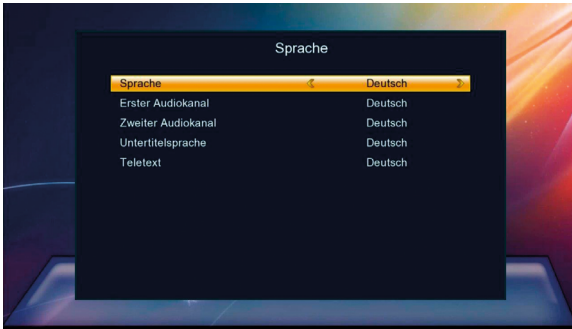 Sprache
Sprache Deutsch
Erster Audiokanal Deutsch
Zweiter Audiokanal Deutsch
Untertitelsprache Deutsch
Teletext Deutsch